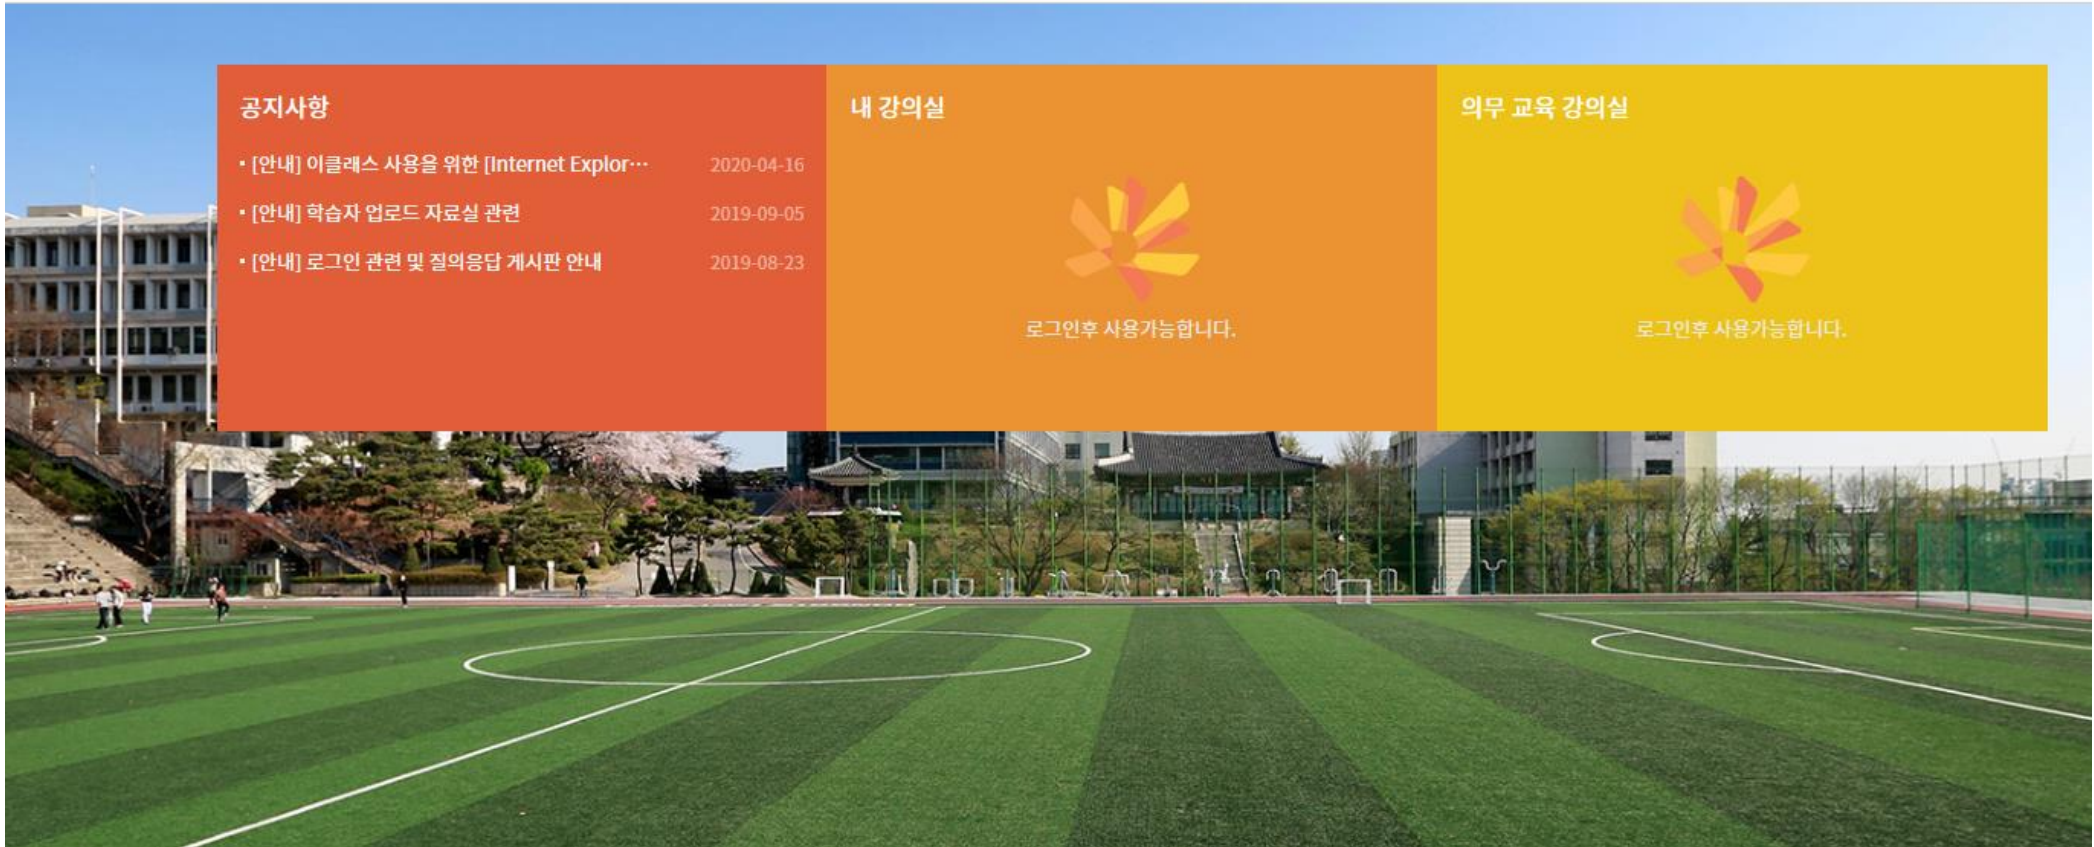 공지사항
• [안내] 이클래스 사용을 위한 [Internet Explor… 2020-04-16
• [안내] 학습자 업로드 자료실 관련 2019-09-05
• [안내] 로그인 관련 및 질의응답 게시판 안내 2019-08-23
내 강의실
로그인후 사용가능합니다.
의무 교육 강의실
로그인후 사용가능합니다.